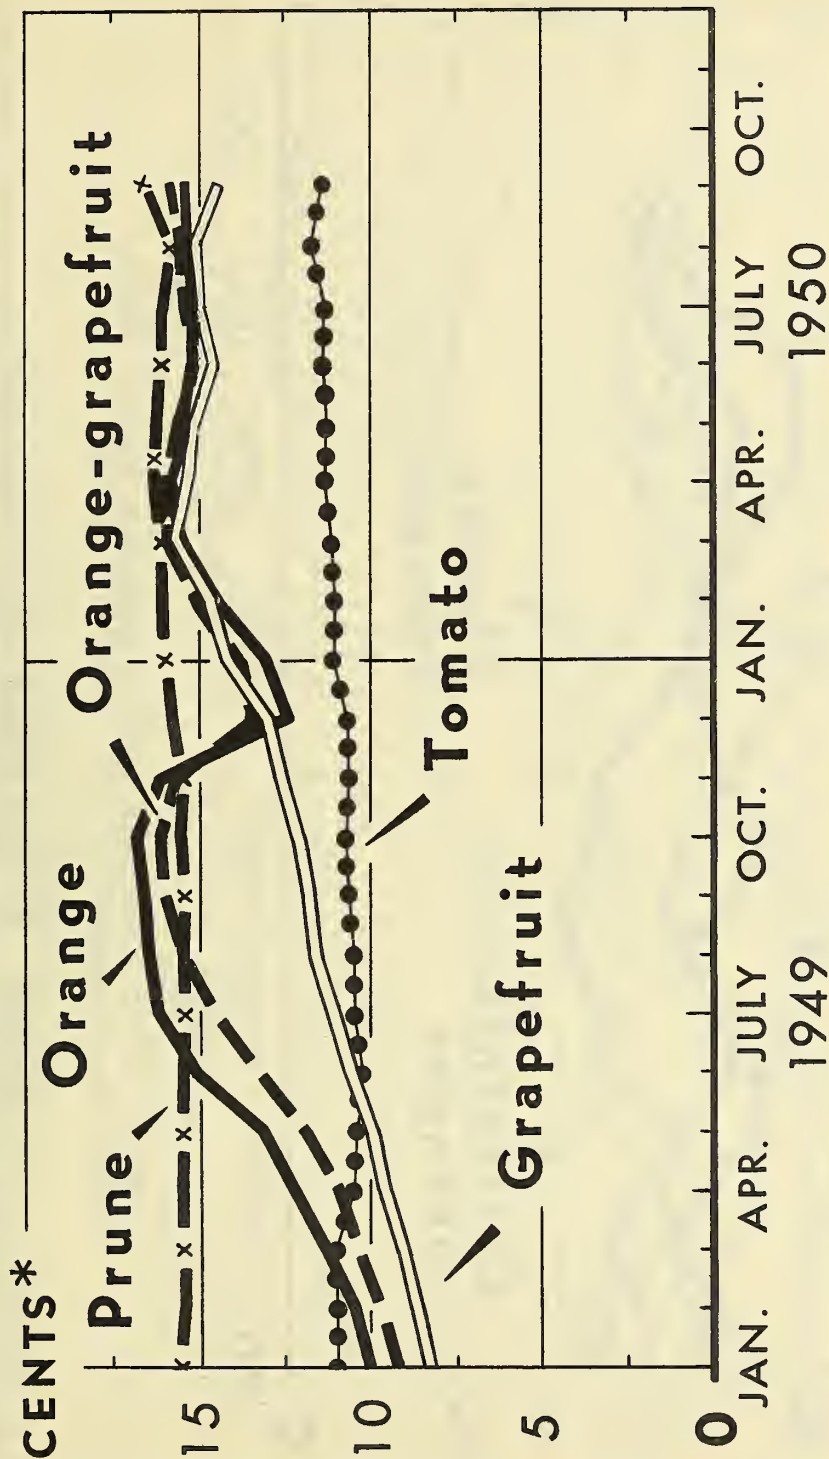 CENTS*
Prune
Orange
Orange-grapefruit
15
10
5
0
Tomato
Grapefruit
JAN. APR. JULY OCT. JAN. APR. JULY OCT.
1949 1950